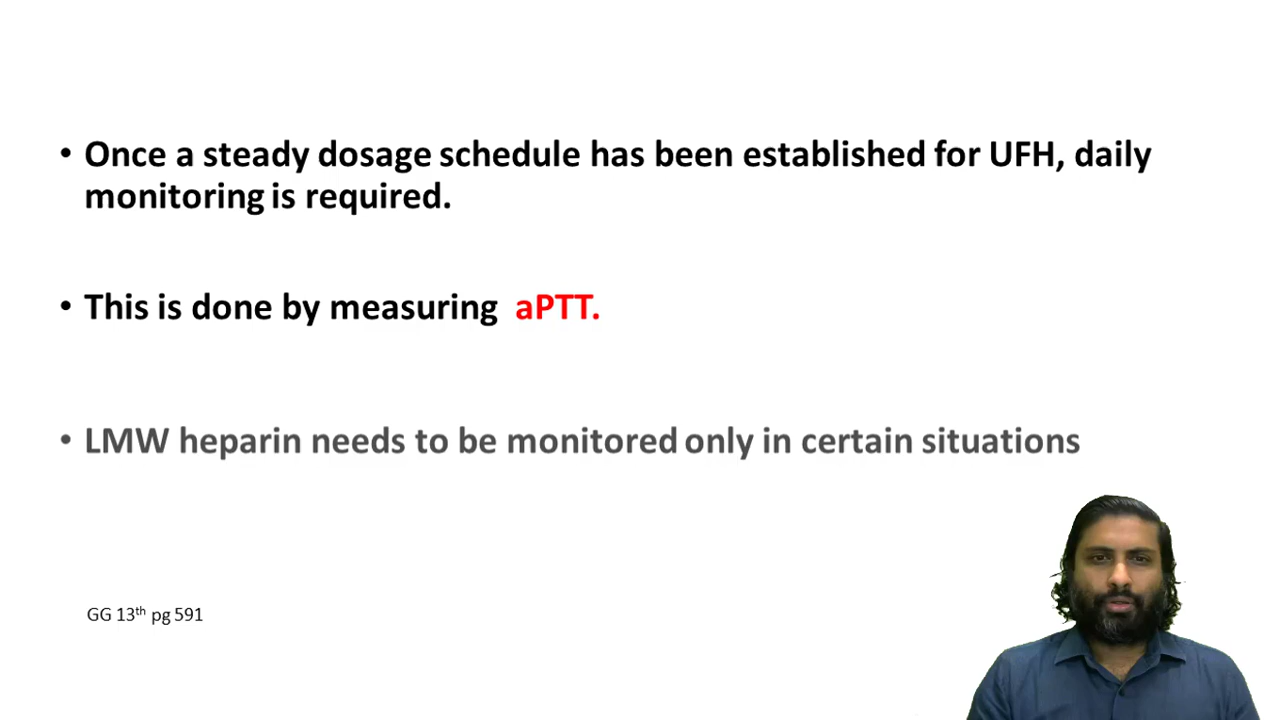 • Once a steady dosage schedule has been established for UFH, daily
monitoring is required.
• This is done by measuring aPTT.
• LMW heparin needs to be monitored only in certain situations
GG 13th pg 591